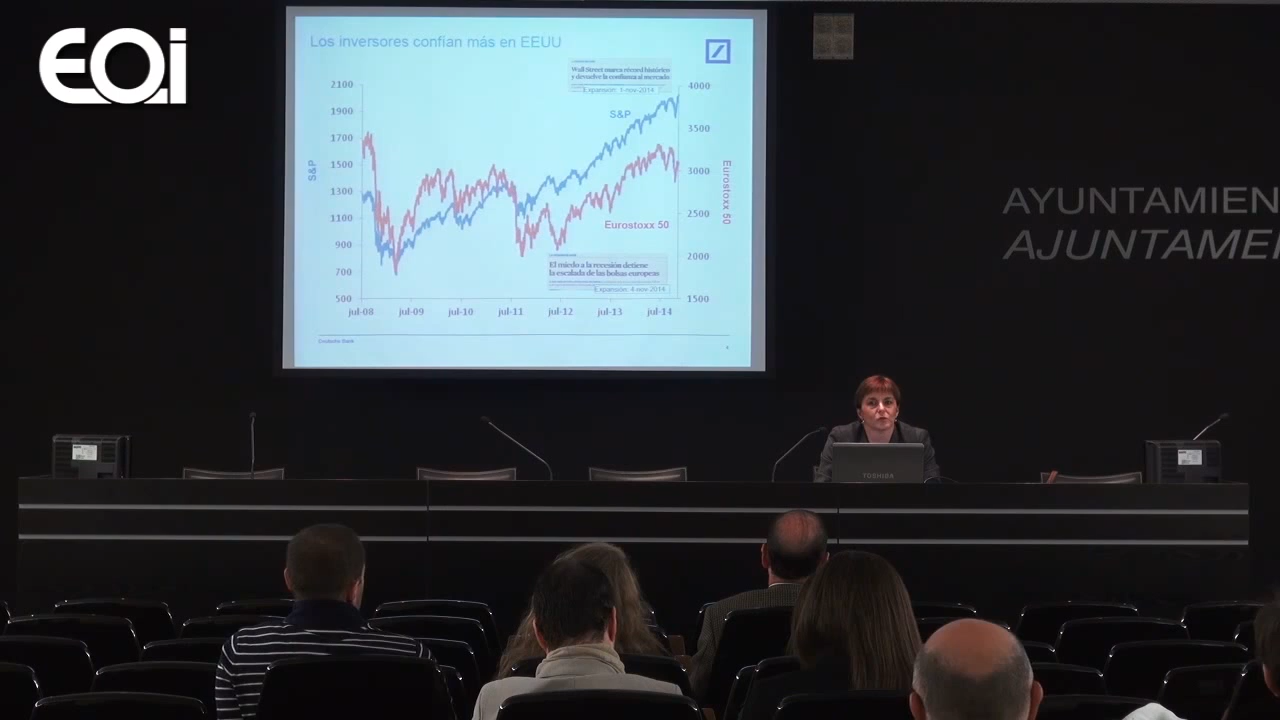 EOi
Los inversores confían más en EEUU
Wall Street marca récord histórico
y devuelve la confianza al mercado
Expansión: 1-nov-2014
2100
1900
1700
1500
1300
1100
900
700
500
S&P
4000
3500
3000
2500
2000
1500
Eurostoxx 50
S&P
Eurostoxx 50
El miedo a la recesión detiene
la escalada de las bolsas europeas
Expansión: 4-nov-2014
jul-08 jul-09 jul-10 jul-11 jul-12 jul-13 jul-14
Deutsche Bank
AYUNTAMIEN
AJUNTAME
TOSHIBA